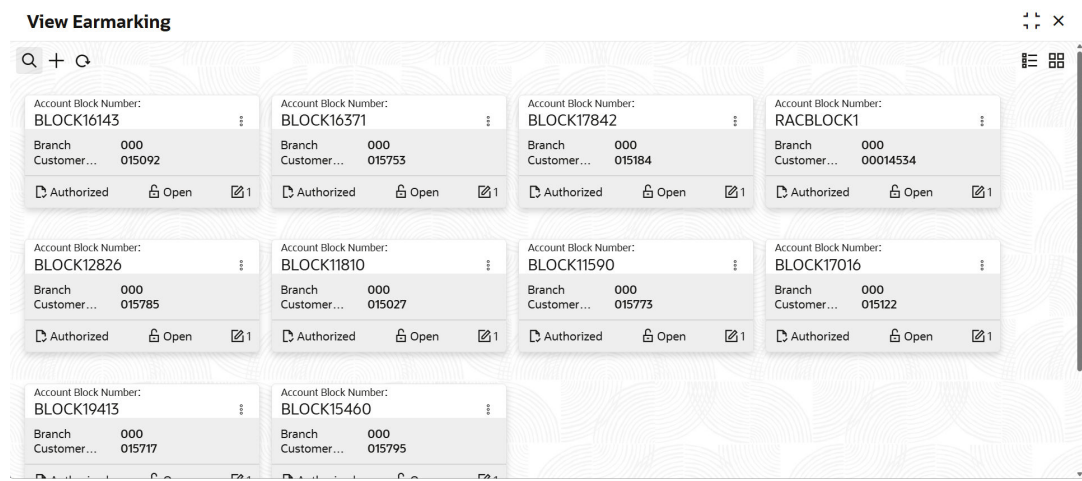 View Earmarking
Account Block Number:
BLOCK16143
Branch 000
Customer... 015092
Authorized Open 1
Account Block Number:
BLOCK16371
Branch 000
Customer... 015753
Authorized Open 1
Account Block Number:
BLOCK17842
Branch 000
Customer... 015184
Authorized Open 1
Account Block Number:
RACBLOCK1
Branch 000
Customer... 00014534
Authorized Open 1
Account Block Number:
BLOCK12826
Branch 000
Customer... 015785
Authorized Open 1
Account Block Number:
BLOCK11810
Branch 000
Customer... 015027
Authorized Open 1
Account Block Number:
BLOCK11590
Branch 000
Customer... 015773
Authorized Open 1
Account Block Number:
BLOCK17016
Branch 000
Customer... 015122
Authorized Open 1
Account Block Number:
BLOCK19413
Branch 000
Customer... 015717
Account Block Number:
BLOCK15460
Branch 000
Customer... 015795